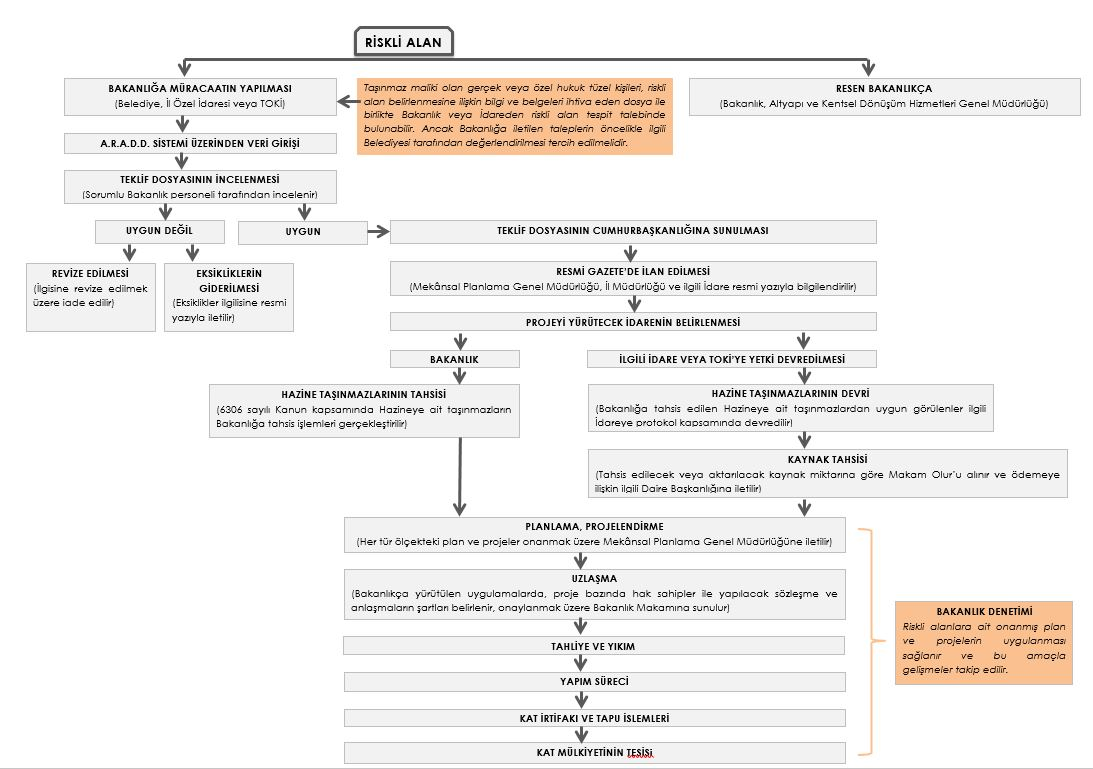 RİSKLİ ALAN
BAKANLIĞA MÜRACAATIN YAPILMASI
(Belediye, İl Özel İdaresi veya TOKİ)
Taşınmaz maliki olan gerçek veya özel hukuk tüzel kişileri, riskli
alan belirlenmesine ilişkin bilgi ve belgeleri ihtiva eden dosya ile
birlikte Bakanlık veya İdareden riskli alan tespit talebinde
bulunabilir. Ancak Bakanlığa iletilen taleplerin öncelikle ilgili
Belediyesi tarafından değerlendirilmesi tercih edilmelidir.
RESEN BAKANLIKÇA
(Bakanlık, Altyapı ve Kentsel Dönüşüm Hizmetleri Genel Müdürlüğü)
A.R.A.D.D. SİSTEMİ ÜZERİNDEN VERİ GİRİŞİ
TEKLİF DOSYASININ İNCELENMESİ
(Sorumlu Bakanlık personeli tarafından incelenir)
UYGUN DEĞİL
UYGUN
TEKLİF DOSYASININ CUMHURBAŞKANLIĞINA SUNULMASI
REVİZE EDİLMESİ
(İlgisine revize edilmek
üzere iade edilir)
EKSİKLİKLERİN
GİDERİLMESİ
(Eksiklikler ilgilisine resmi
yazıyla iletilir)
RESMİ GAZETE'DE İLAN EDİLMESİ
(Mekânsal Planlama Genel Müdürlüğü, İl Müdürlüğü ve ilgili İdare resmi yazıyla bilgilendirilir)
PROJEYİ YÜRÜTECEK İDARENİN BELİRLENMESİ
BAKANLIK
İLGİLİ İDARE VEYA TOKİ'YE YETKİ DEVREDİLMESİ
HAZİNE TAŞINMAZLARININ TAHSİSİ
(6306 sayılı Kanun kapsamında Hazineye ait taşınmazların
Bakanlığa tahsis işlemleri gerçekleştirilir)
HAZİNE TAŞINMAZLARININ DEVRİ
(Bakanlığa tahsis edilen Hazineye ait taşınmazlardan uygun görülenler ilgili
İdareye protokol kapsamında devredilir)
KAYNAK TAHSİSİ
(Tahsis edilecek veya aktarılacak kaynak miktarına göre Makam Olur'u alınır ve ödemeye
ilişkin ilgili Daire Başkanlığına iletilir)
PLANLAMA, PROJELENDİRME
(Her tür ölçekteki plan ve projeler onanmak üzere Mekânsal Planlama Genel Müdürlüğüne iletilir)
UZLAŞMA
(Bakanlıkça yürütülen uygulamalarda, proje bazında hak sahipler ile yapılacak sözleşme ve
anlaşmaların şartları belirlenir, onaylanmak üzere Bakanlık Makamına sunulur)
TAHLİYE VE YIKIM
YAPIM SÜRECİ
KAT İRTİFAKI VE TAPU İŞLEMLERİ
KAT MÜLKİYETİNİN TESİSi
BAKANLIK DENETİMİ
Riskli alanlara ait onanmış plan
ve projelerin uygulanması
sağlanır ve bu amaçla
gelişmeler takip edilir.